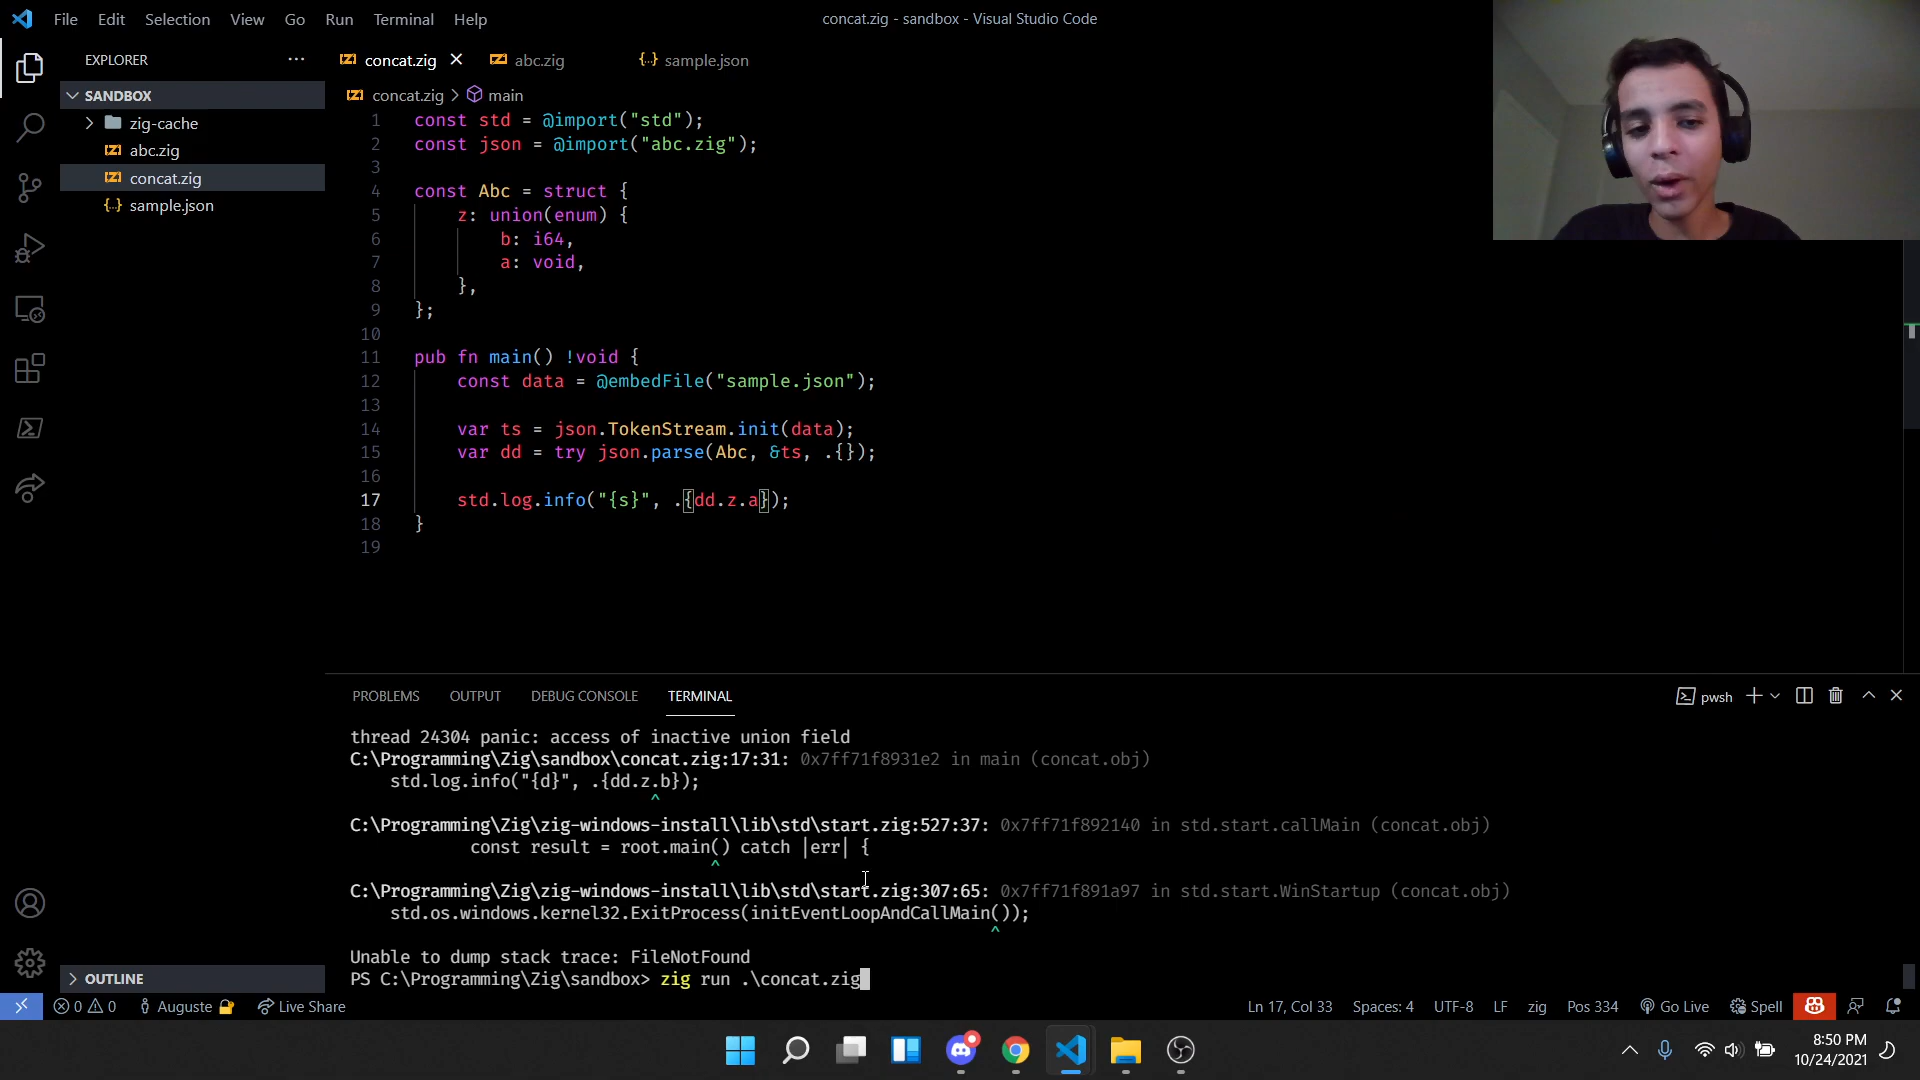 File Edit Selection View Go Run Terminal Help
concat.zig - sandbox - Visual Studio Code
EXPLORER
SANDBOX
zig-cache
abc.zig
concat.zig
sample.json
OUTLINE
concat.zig abc.zig sample.json
concat.zig > main
1 const std = @import("std");
2 const json = @import("abc.zig");
3
4 const Abc = struct {
5 z: union(enum) {
6 b: i64,
7 a: void,
8 },
9 };
10
11 pub fn main() !void {
12 const data = @embedFile("sample.json");
13
14 var ts = json.TokenStream.init(data);
15 var dd = try json.parse(Abc, &ts, .{});
16
17 std.log.info("{s}", .{dd.z.a});
18 }
19
PROBLEMS OUTPUT DEBUG CONSOLE TERMINAL
pwsh
thread 24304 panic: access of inactive union field
C:\Programming\Zig\sandbox\concat.zig:17:31: 0x7ff71f8931e2 in main (concat.obj)
std.log.info("{d}", .{dd.z.b});
^
C:\Programming\Zig\zig-windows-install\lib\std\start.zig:527:37: 0x7ff71f892140 in std.start.callMain (concat.obj)
const result = root.main() catch |err| {
^
C:\Programming\Zig\zig-windows-install\lib\std\start.zig:307:65: 0x7ff71f891a97 in std.start.WinStartup (concat.obj)
std.os.windows.kernel32.ExitProcess(initEventLoopAndCallMain());
^
Unable to dump stack trace: FileNotFound
PS C:\Programming\Zig\sandbox> zig run .\concat.zig
0 0 Auguste Live Share
Ln 17, Col 33 Spaces: 4 UTF-8 LF zig Pos 334 Go Live Spell
8:50 PM
10/24/2021